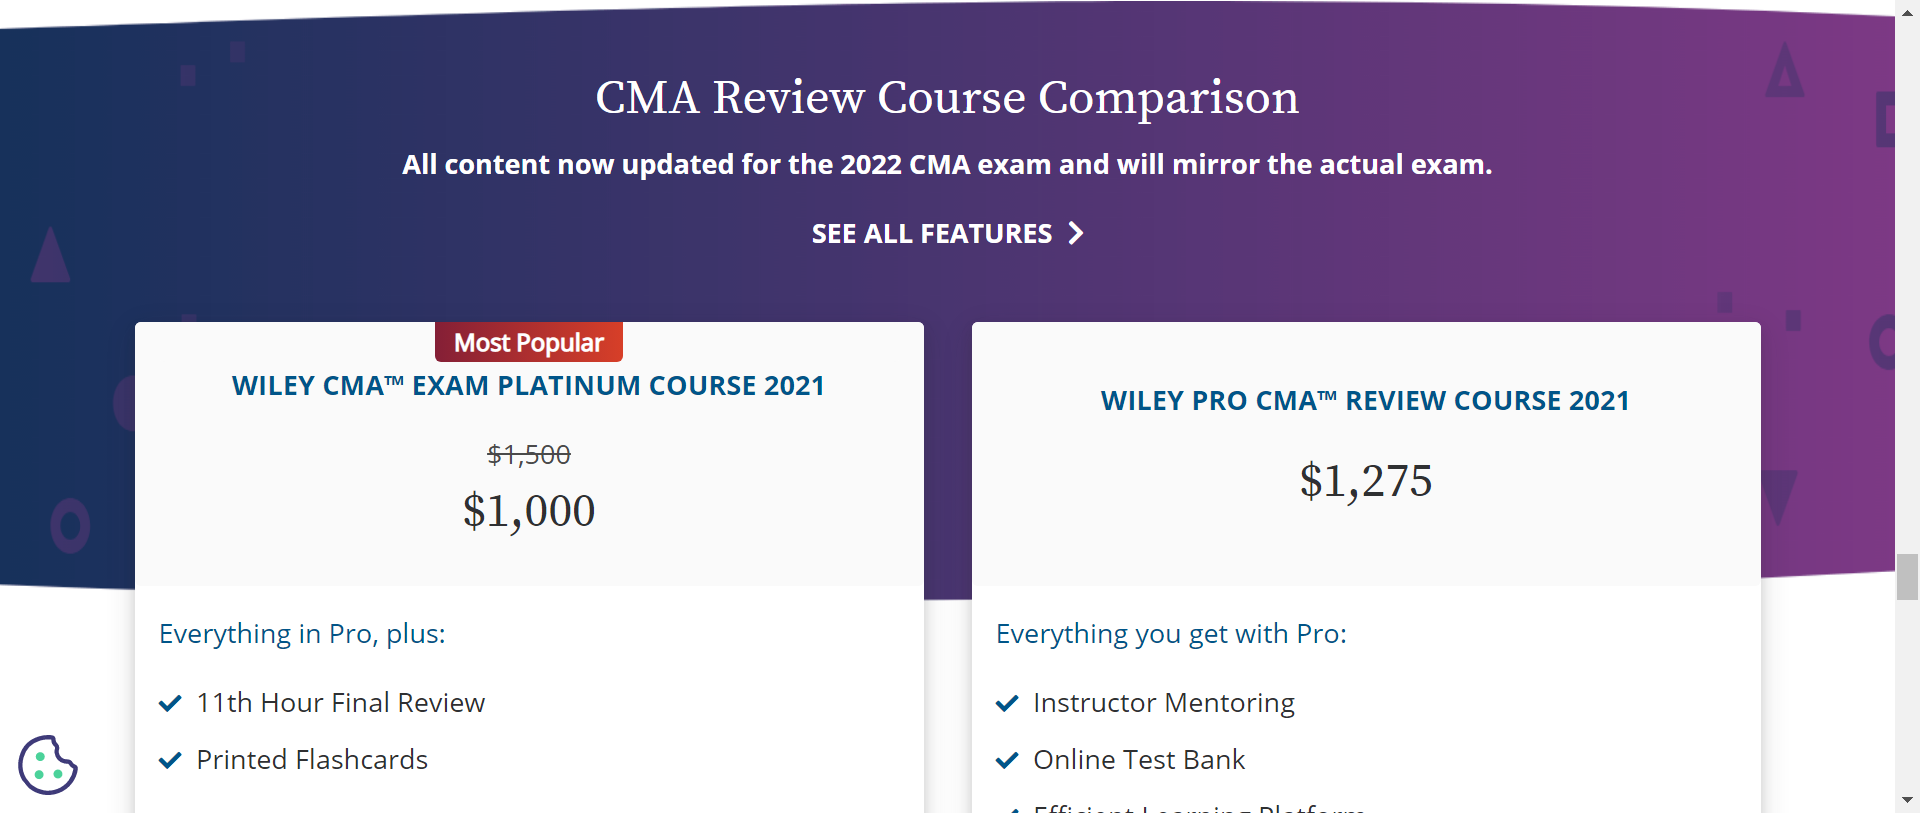 CMA Review Course Comparison
All content now updated for the 2022 CMA exam and will mirror the actual exam.
SEE ALL FEATURES
Most Popular
WILEY CMA™ EXAM PLATINUM COURSE 2021
$1,500
$1,000
Everything in Pro, plus:
11th Hour Final Review
Printed Flashcards
WILEY PRO CMA™ REVIEW COURSE 2021
$1,275
Everything you get with Pro:
Instructor Mentoring
Online Test Bank
Efficient Learning Platform